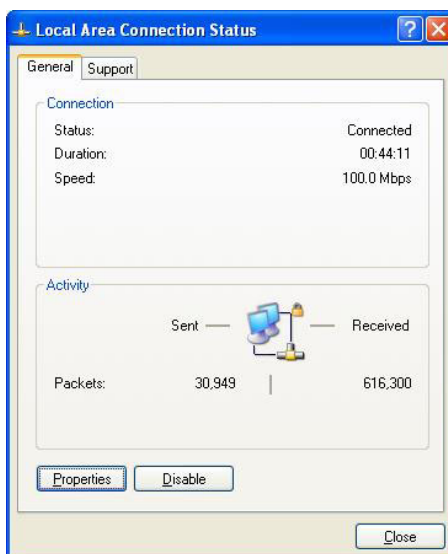 Local Area Connection Status
General Support
Connection
Status: Connected
Duration: 00:44:11
Speed: 100.0 Mbps
Activity
Sent Received
Packets: 30,949 616,300
Properties Disable
Close